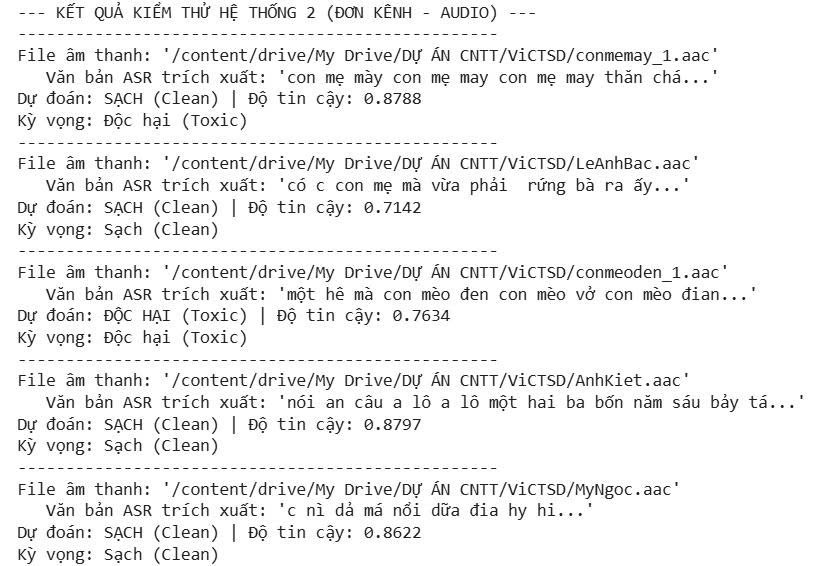 --- KẾT QUẢ KIỂM THỬ HỆ THỐNG 2 (ĐƠN KÊNH - AUDIO) ---
--------------------------------------------------
File âm thanh: '/content/drive/My Drive/DỰ ÁN CNTT/ViCTSD/conmemay_1.aac'
   Văn bản ASR trích xuất: 'con mẹ mày con mẹ may con mẹ may thăn chá...'
Dự đoán: SẠCH (Clean) | Độ tin cậy: 0.8788
Kỳ vọng: Độc hại (Toxic)
--------------------------------------------------
File âm thanh: '/content/drive/My Drive/DỰ ÁN CNTT/ViCTSD/LeAnhBac.aac'
   Văn bản ASR trích xuất: 'có c con mẹ mà vừa phải  rứng bà ra ấy...'
Dự đoán: SẠCH (Clean) | Độ tin cậy: 0.7142
Kỳ vọng: Sạch (Clean)
--------------------------------------------------
File âm thanh: '/content/drive/My Drive/DỰ ÁN CNTT/ViCTSD/conmeoden_1.aac'
   Văn bản ASR trích xuất: 'một hê mà con mèo đen con mèo vở con mèo đian...'
Dự đoán: ĐỘC HẠI (Toxic) | Độ tin cậy: 0.7634
Kỳ vọng: Độc hại (Toxic)
--------------------------------------------------
File âm thanh: '/content/drive/My Drive/DỰ ÁN CNTT/ViCTSD/AnhKiet.aac'
   Văn bản ASR trích xuất: 'nói an câu a lô a lô một hai ba bốn năm sáu bảy tá...'
Dự đoán: SẠCH (Clean) | Độ tin cậy: 0.8797
Kỳ vọng: Sạch (Clean)
--------------------------------------------------
File âm thanh: '/content/drive/My Drive/DỰ ÁN CNTT/ViCTSD/MyNgoc.aac'
   Văn bản ASR trích xuất: 'c nì dả má nổi dữa đia hy hi...'
Dự đoán: SẠCH (Clean) | Độ tin cậy: 0.8622
Kỳ vọng: Sạch (Clean)